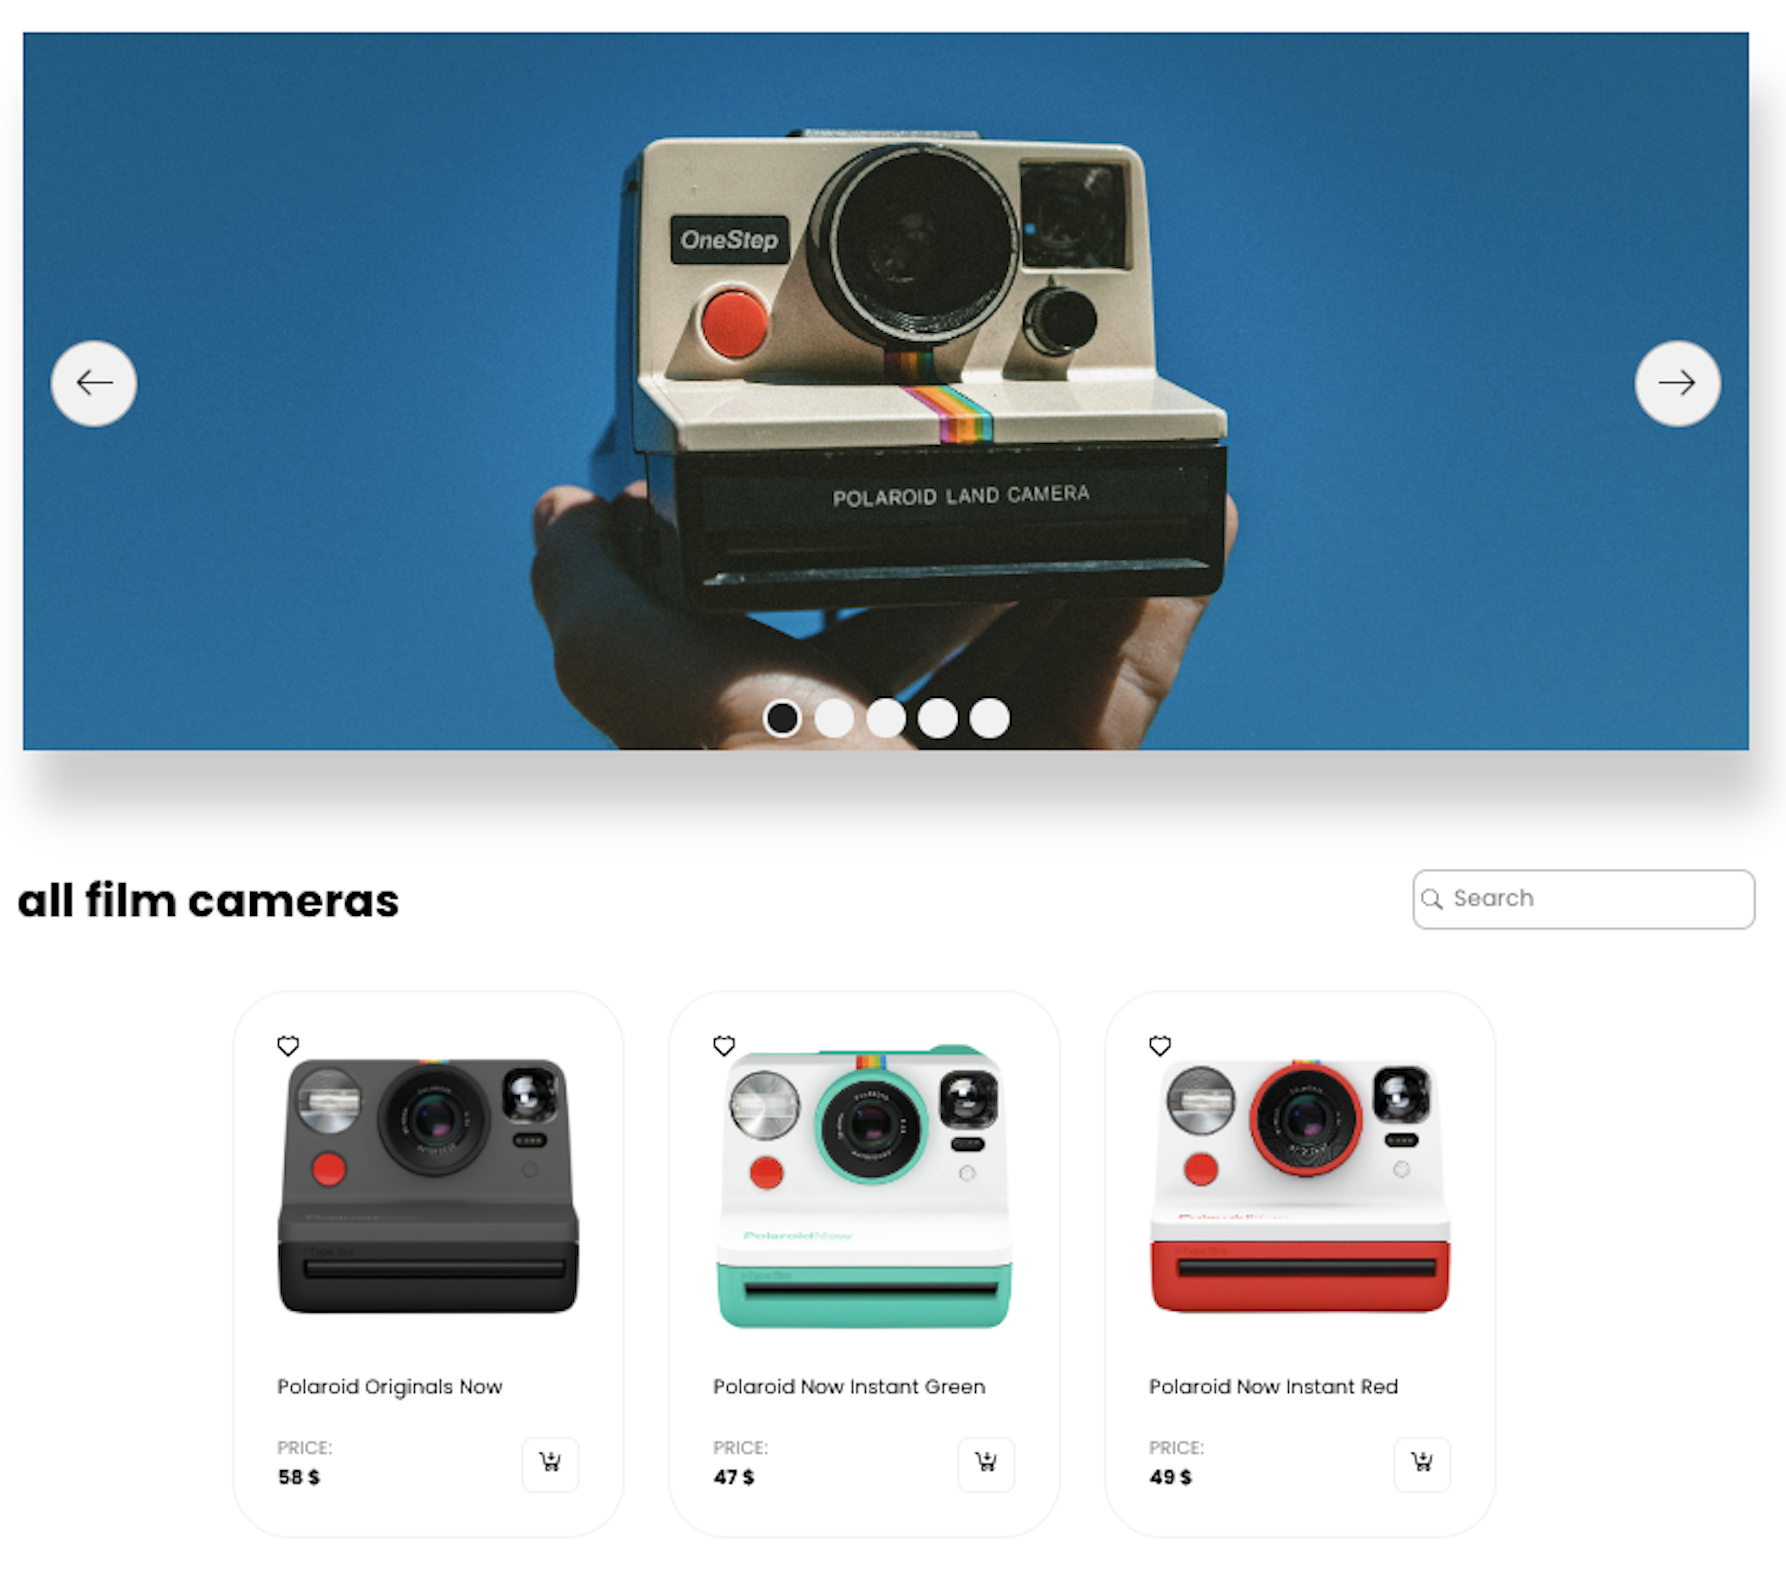 OneStep
POLAROID LAND CAMERA
all film cameras
Search
PolaroidNow
Polaroid Originals Now
Polaroid Now Instant Green
Polaroid Now Instant Red
PRICE:
58 $
PRICE:
47 $
PRICE:
49 $